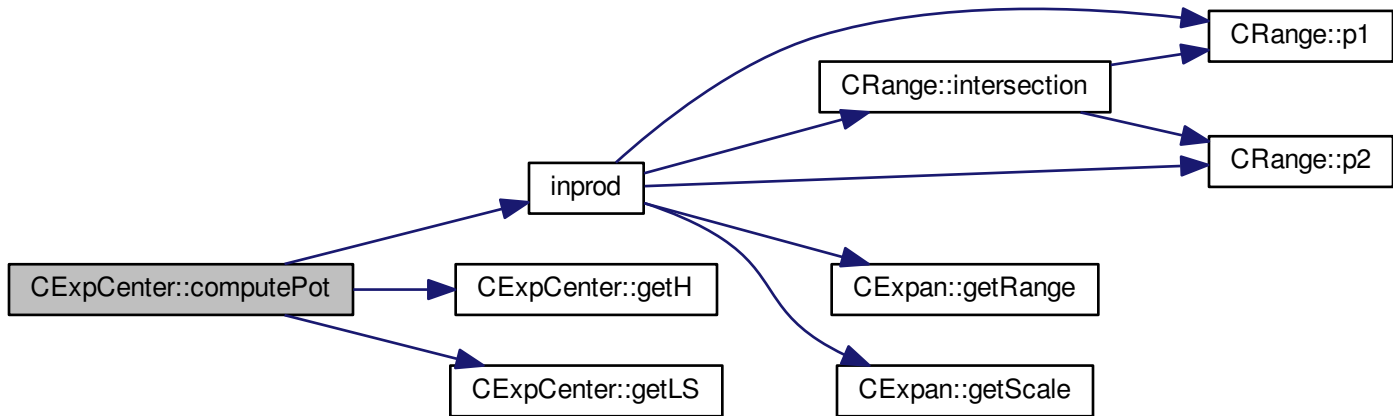 CRange::p1
CRange::intersection
CRange::p2
inprod
CExpCenter::computePot
CExpCenter::getH
CExpan::getRange
CExpCenter::getLS
CExpan::getScale